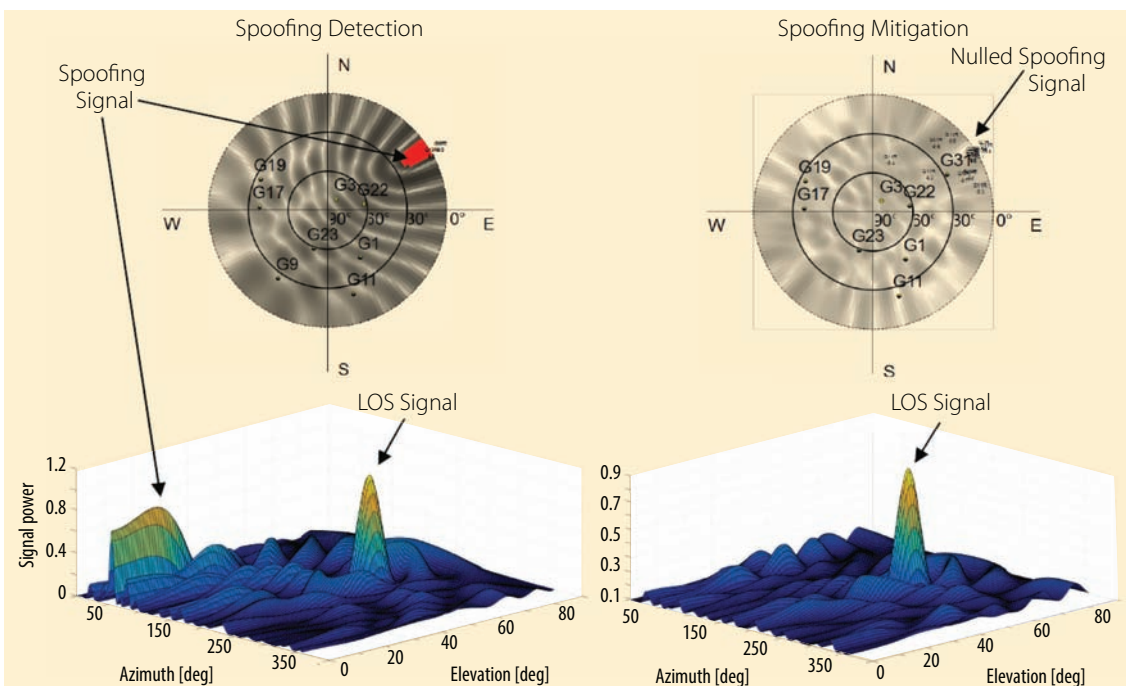 Spoofing Detection
Spoofing
Signal
N
G19
G17
G3
G22
W
90°
60°
30°
0°
E
G23
G1
G9
G11
S
Spoofing Mitigation
Nulled Spoofing
Signal
N
G31
G19
G17
G3
G22
W
90°
60°
30°
0°
E
G23
G1
G11
S
LOS Signal
1.2
0.8
0.4
0
Signal power
50
150
250
350
Azimuth [deg]
0
20
40
60
80
Elevation [deg]
LOS Signal
0.9
0.7
0.5
0.3
0.1
50
150
250
350
Azimuth [deg]
0
20
40
60
80
Elevation [deg]